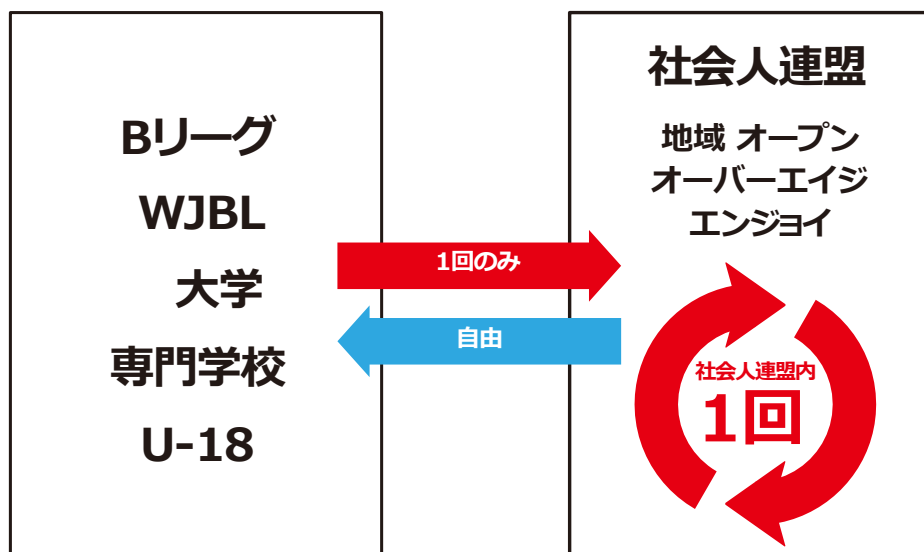 Bリーグ
WJBL
大学
専門学校
U-18
1回のみ
自由
社会人連盟
地域 オープン
オーバーエイジ
エンジョイ
社会人連盟内
1回